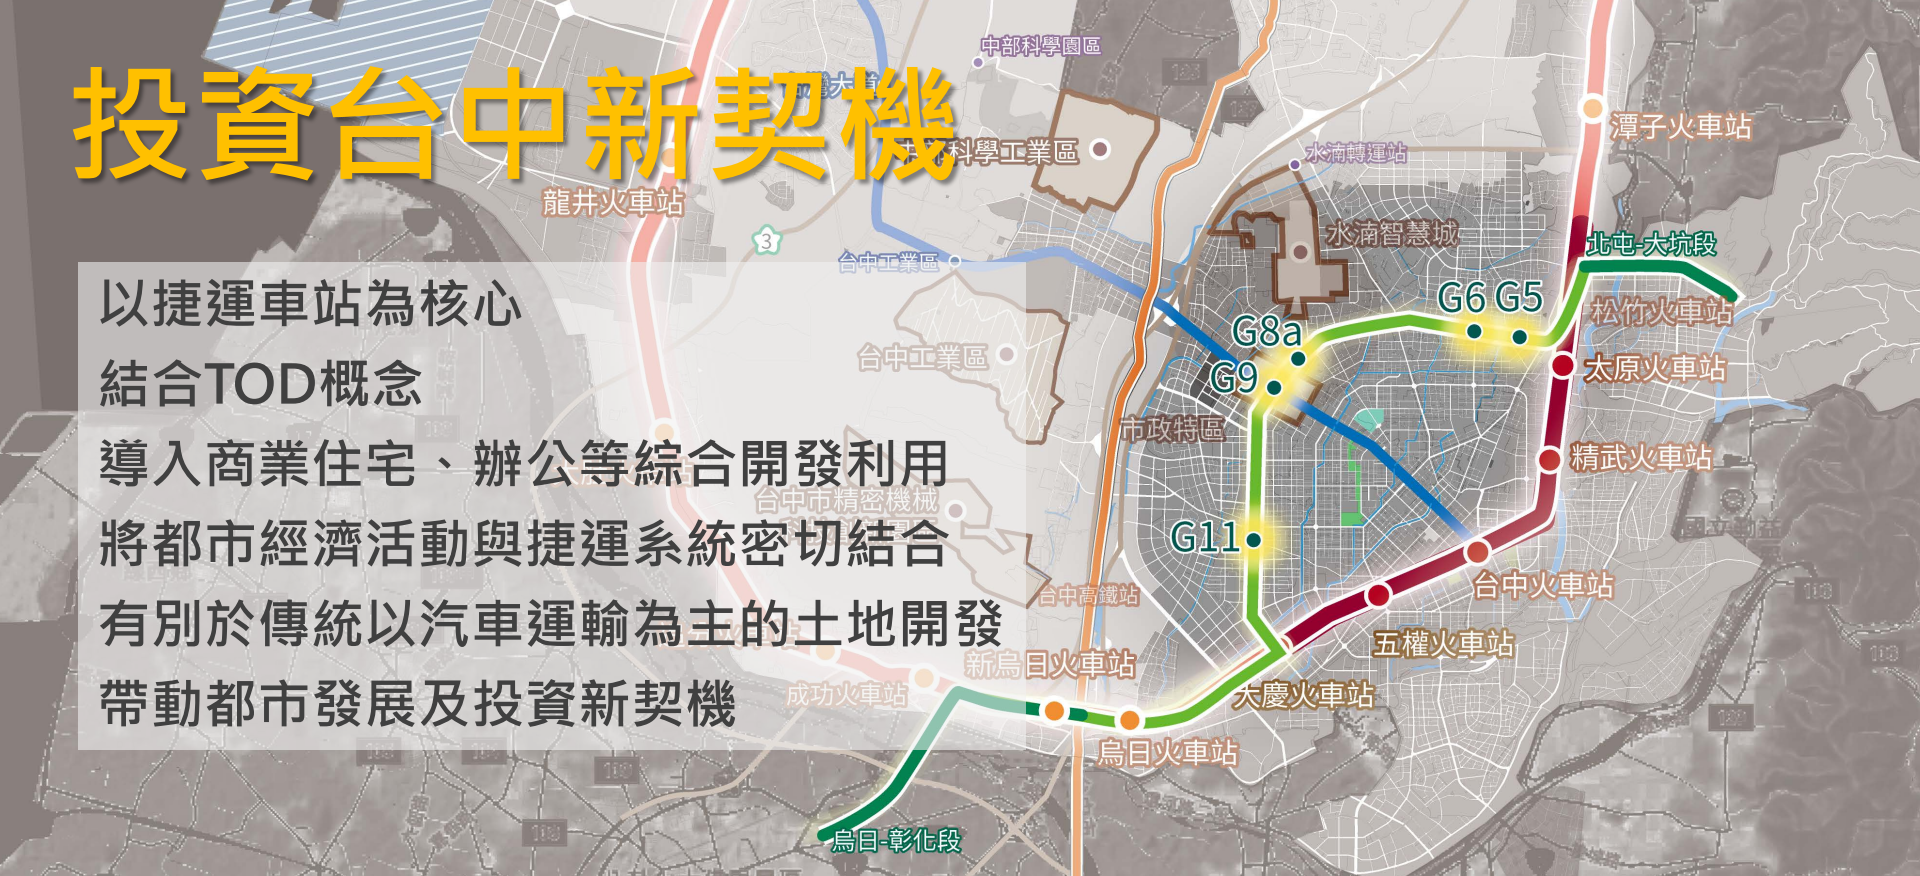 投資台中新契機
中部科學園區
台灣大道
科學工業區
水湳轉運站
潭子火車站
龍井火車站
3
台中工業區
水湳智慧城
北屯-大坑段
以捷運車站為核心
G6 G5
松竹火車站
G8a
台中工業區
太原火車站
結合TOD概念
G9
市政特區
導入商業住宅、辦公等綜合開發利用
精武火車站
台中市精密機械
將都市經濟活動與捷運系統密切結合
G11
台中高鐵站
台中火車站
有別於傳統以汽車運輸為主的土地開發
五權火車站
新烏日火車站
帶動都市發展及投資新契機
成功火車站
大慶火車站
烏日火車站
烏日-彰化段